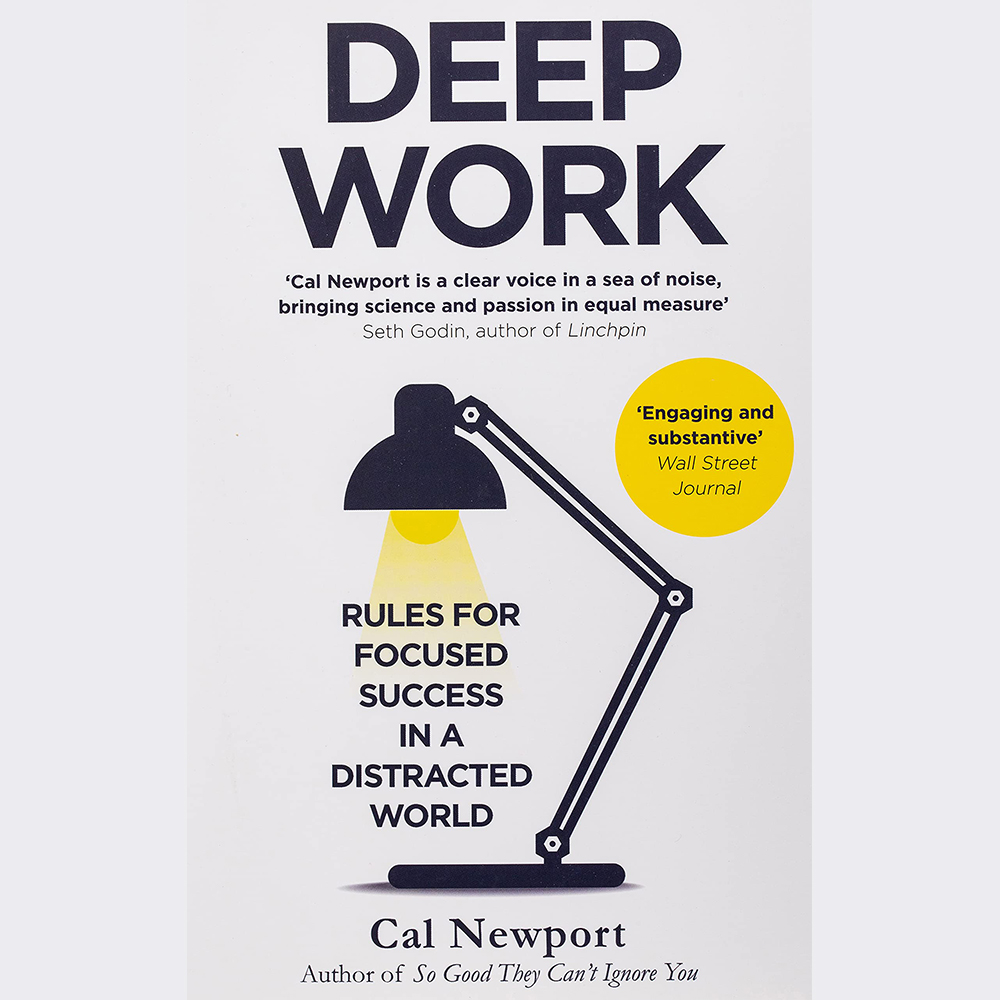 DEEP
WORK
‘Cal Newport is a clear voice in a sea of noise,
bringing science and passion in equal measure’
Seth Godin, author of Linchpin
‘Engaging and
substantive’
Wall Street
Journal
RULES FOR
FOCUSED
SUCCESS
IN A
DISTRACTED
WORLD
Cal Newport
Author of So Good They Can’t Ignore You